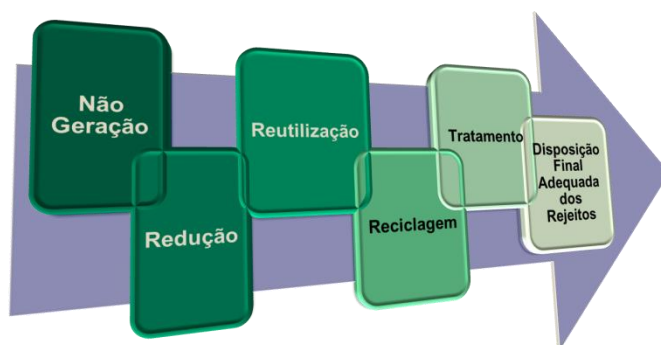 Não
Geração
Redução
Reutilização
Reciclagem
Tratamento
Disposição
Final
Adequada
dos
Rejeitos